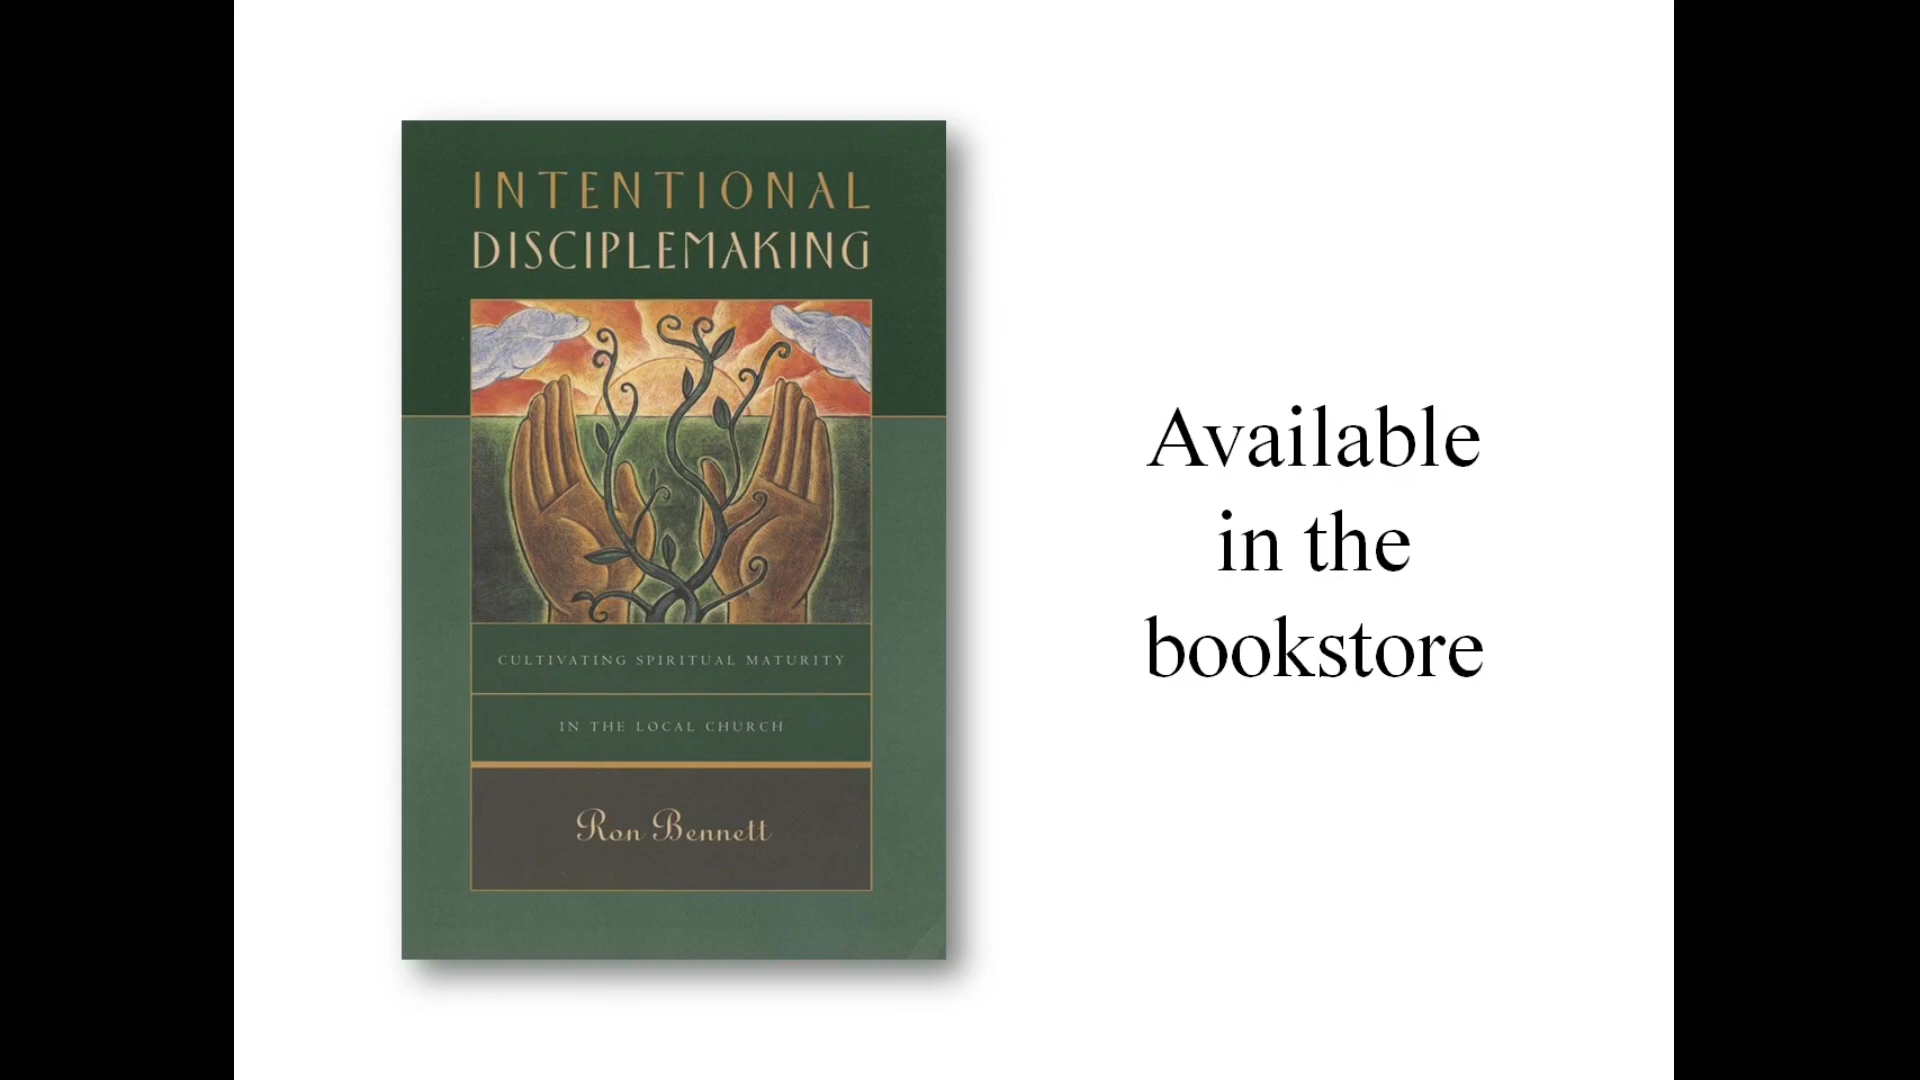 INTENTIONAL
DISCIPLEMAKING
CULTIVATING SPIRITUAL MATURITY
IN THE LOCAL CHURCH
Ron Bennett
Available
in the
bookstore